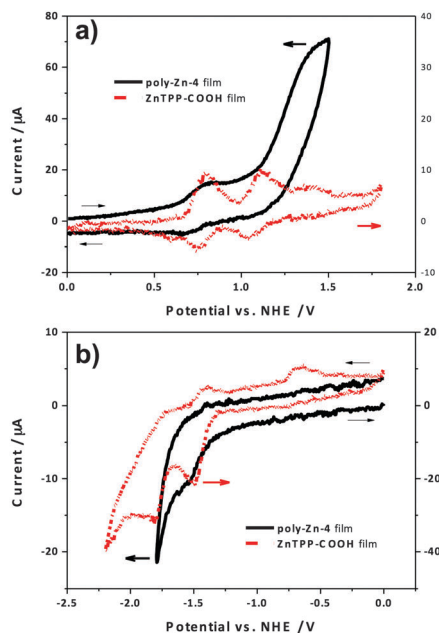 a)
80
60
40
20
0
-20
Current /µA
poly-Zn-4 film
ZnTPP-COOH film
40
30
20
10
0
-10
0.0 0.5 1.0 1.5 2.0
Potential vs. NHE /V
b)
10
0
-10
-20
Current /µA
20
0
-20
-40
poly-Zn-4 film
ZnTPP-COOH film
-2.5 -2.0 -1.5 -1.0 -0.5 0.0
Potential vs. NHE /V